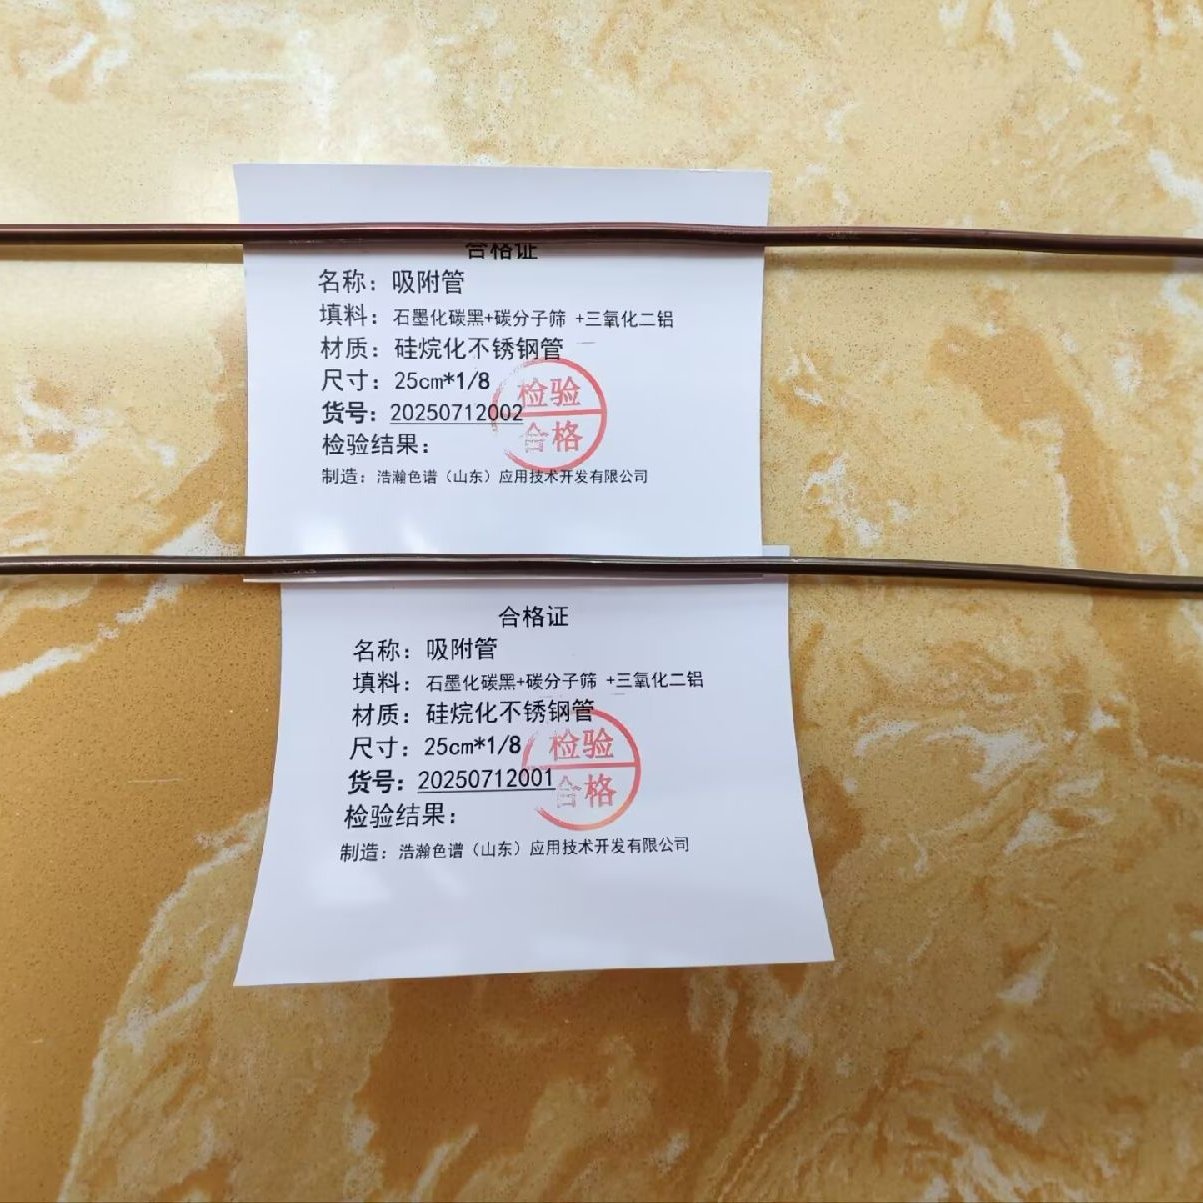 合格证
名称：吸附管
填料：石墨化碳黑+碳分子筛 +三氧化二铝
材质：硅烷化不锈钢管
尺寸：25cm*1/8
货号：20250712002
检验结果：
检验
合格
制造：浩瀚色谱（山东）应用技术开发有限公司
合格证
名称：吸附管
填料：石墨化碳黑+碳分子筛 +三氧化二铝
材质：硅烷化不锈钢管
尺寸：25cm*1/8
货号：20250712001
检验结果：
检验
合格
制造：浩瀚色谱（山东）应用技术开发有限公司